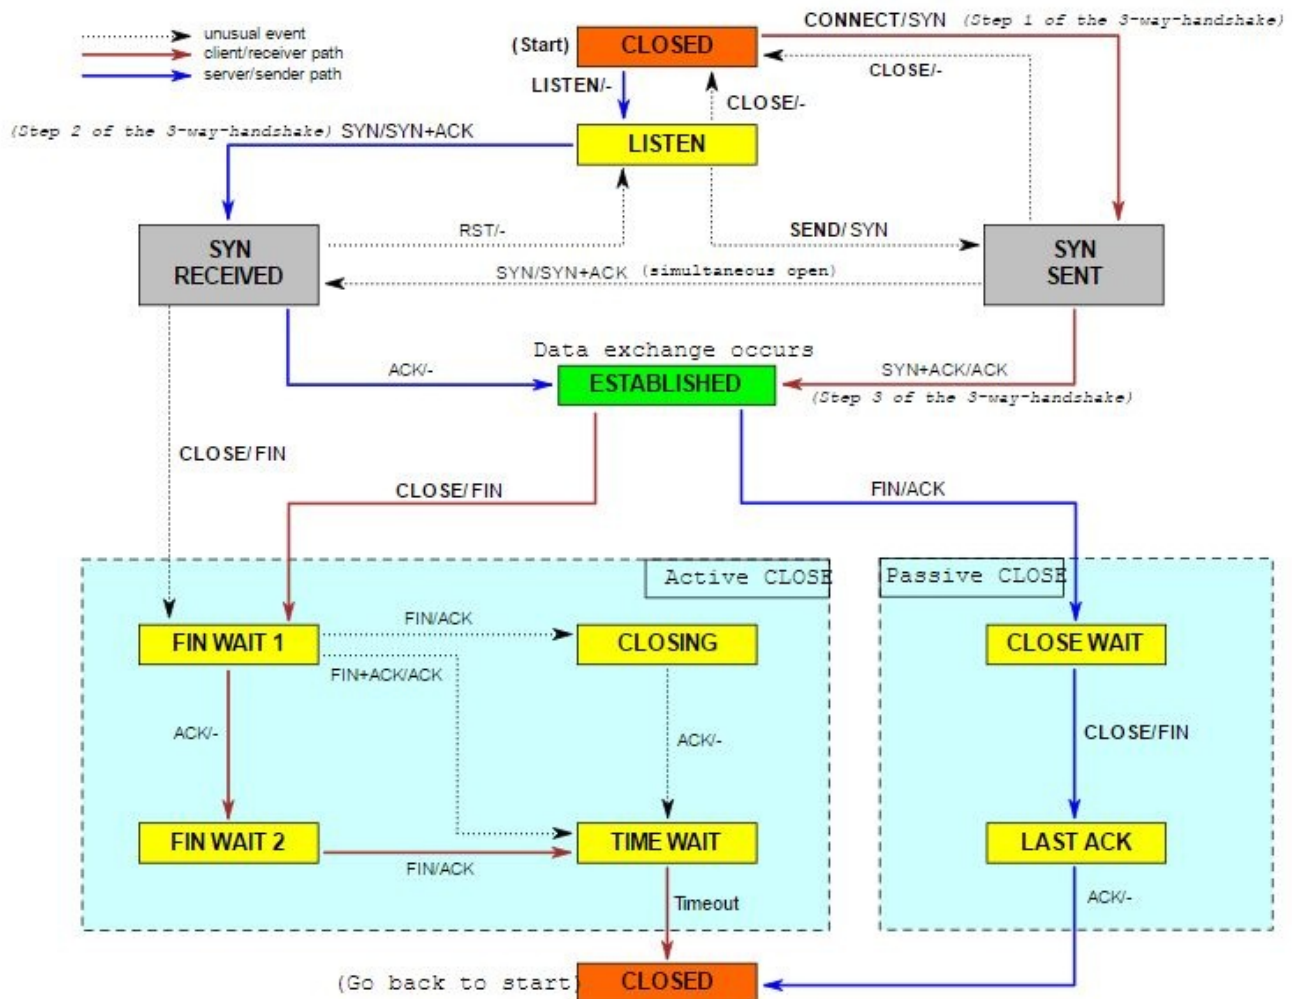 unusual event
client/receiver path
server/sender path
CONNECT/SYN (Step 1 of the 3-way-handshake)
(Start) CLOSED
CLOSE/-
LISTEN/-
CLOSE/-
(Step 2 of the 3-way-handshake) SYN/SYN+ACK
LISTEN
SYN
RECEIVED
RST/-
SEND/SYN
SYN
SENT
SYN/SYN+ACK (simultaneous open)
Data exchange occurs
ACK/-
ESTABLISHED
SYN+ACK/ACK
(Step 3 of the 3-way-handshake)
CLOSE/FIN
CLOSE/FIN
FIN/ACK
Active CLOSE
Passive CLOSE
FIN WAIT 1
FIN/ACK
CLOSING
CLOSE WAIT
FIN+ACK/ACK
ACK/-
ACK/-
CLOSE/FIN
FIN WAIT 2
FIN/ACK
TIME WAIT
LAST ACK
Timeout
ACK/-
(Go back to start)
CLOSED